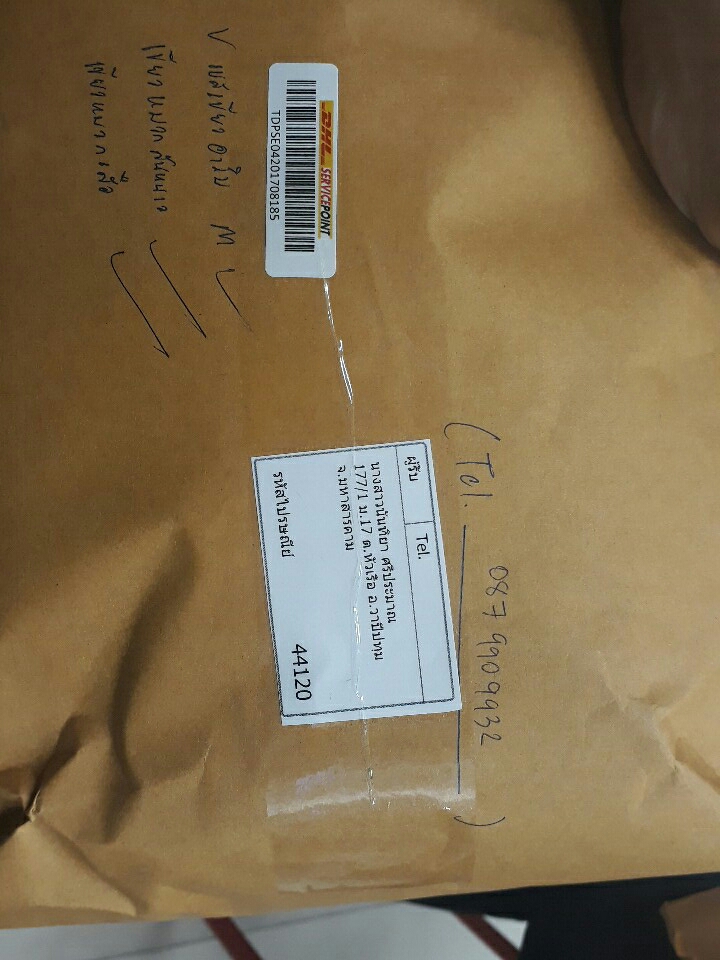 DHL SERVICEPOINT
TDPSE04201708185
M
(Tel. 087 9909932)
ผู้รับ
Tel.
นางสาวนันทิยา ศรีประมาณ
177/1 ม.17 ต.หัวเรือ อ.วาปีปทุม
จ.มหาสารคาม
รหัสไปรษณีย์ 44120